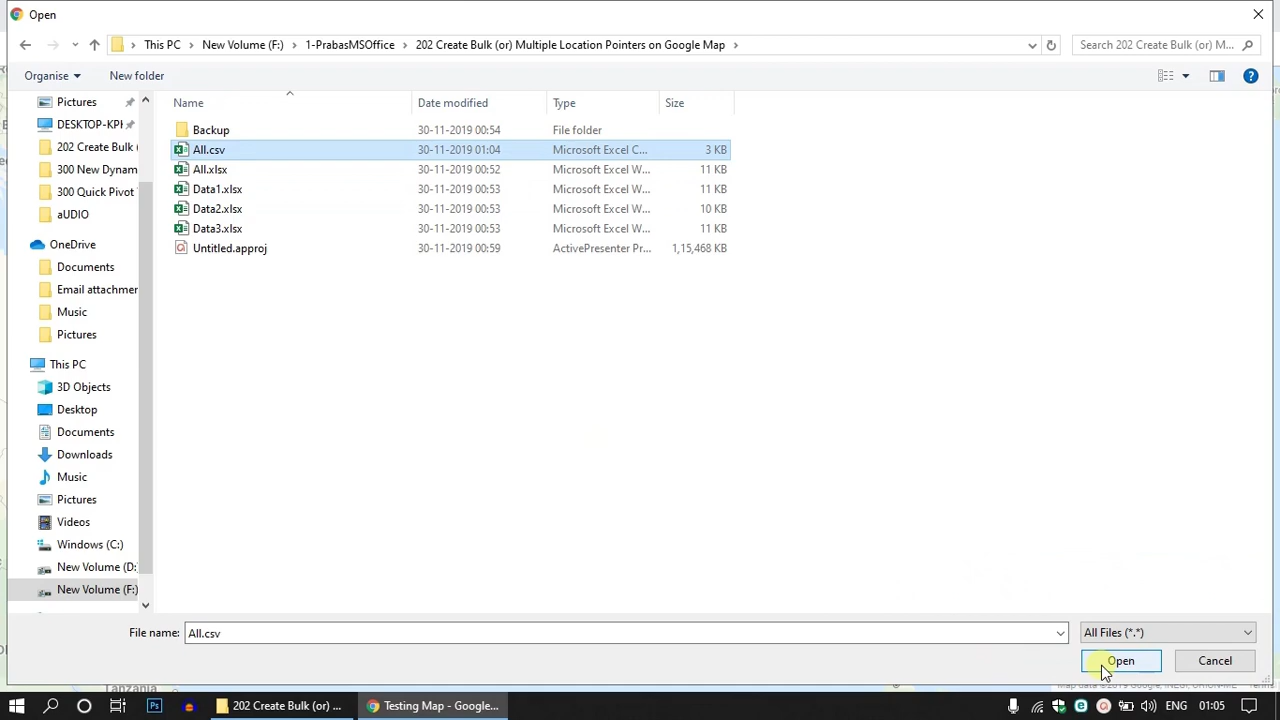 Open
This PC > New Volume (F:) > 1-PrabasMSOffice > 202 Create Bulk (or) Multiple Location Pointers on Google Map >
Search 202 Create Bulk (or) M...
Organise New folder
Name Date modified Type Size
Backup 30-11-2019 00:54 File folder
All.csv 30-11-2019 01:04 Microsoft Excel C... 3 KB
All.xlsx 30-11-2019 00:52 Microsoft Excel W... 11 KB
Data1.xlsx 30-11-2019 00:53 Microsoft Excel W... 11 KB
Data2.xlsx 30-11-2019 00:53 Microsoft Excel W... 10 KB
Data3.xlsx 30-11-2019 00:53 Microsoft Excel W... 11 KB
Untitled.approj 30-11-2019 00:59 ActivePresenter Pr... 1,15,468 KB
Pictures
DESKTOP-KPH
202 Create Bulk (
300 New Dynam
300 Quick Pivot
aUDIO
OneDrive
Documents
Email attachmer
Music
Pictures
This PC
3D Objects
Desktop
Documents
Downloads
Music
Pictures
Videos
Windows (C:)
New Volume (D:
New Volume (F:)
File name: All.csv
All Files (*.*)
Open Cancel
Tanzania
202 Create Bulk (or) ...
Testing Map - Google...
Ps
ENG 01:05